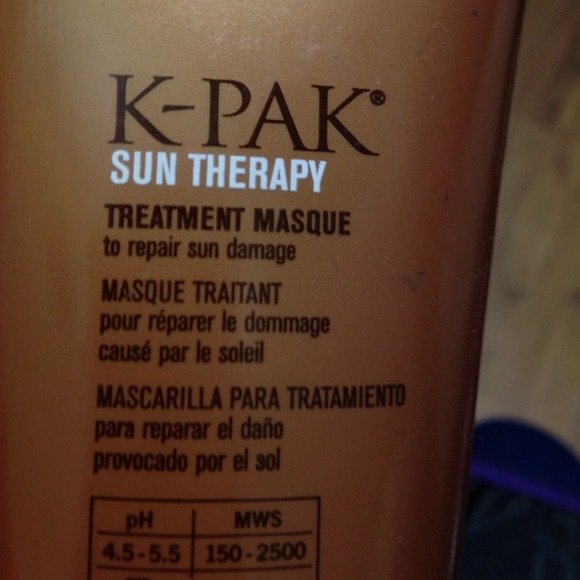 K-PAK®
SUN THERAPY
TREATMENT MASQUE
to repair sun damage
MASQUE TRAITANT
pour réparer le dommage
causé par le soleil
MASCARILLA PARA TRATAMIENTO
para reparar el daño
provocado por el sol
pH MWS
4.5-5.5 150-2500